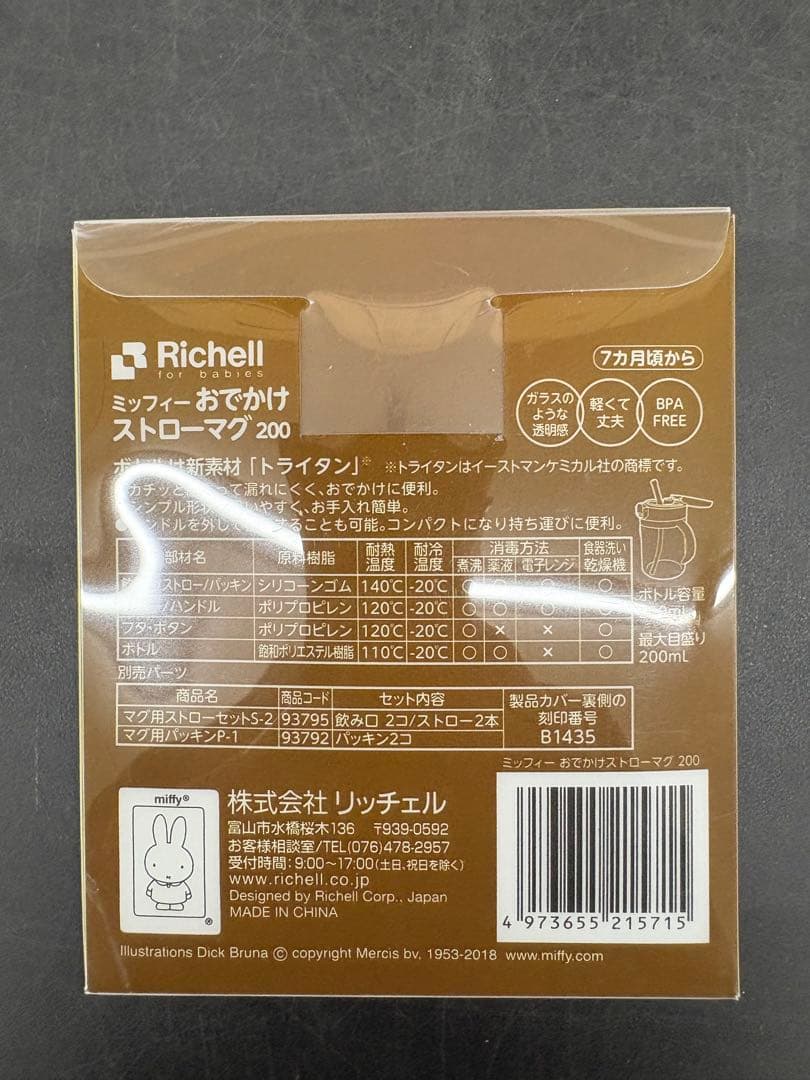 Richell
for babies
7カ月頃から
ミッフィー おでかけ
ストローマグ 200
ガラスの
ような
透明感
軽くて
丈夫
BPA
FREE
新素材「トライタン」※ ※トライタンはイーストマンケミカル社の商標です。
カチッと って漏れにくく、おでかけに便利。
シンプル形状 いやすく、お手入れ簡単。
ハンドルを外して することも可能。コンパクトになり持ち運びに便利。
部材名 原料樹脂 耐熱温度 耐冷温度 消毒方法 煮沸 薬液 電子レンジ 食器洗い乾燥機
ストロー/パッキン シリコーンゴム 140℃ -20℃ ○
/ハンドル ポリプロピレン 120℃ -20℃ ○
フタ・ボタン ポリプロピレン 120℃ -20℃ ○ × × ○
ボトル 飽和ポリエステル樹脂 110℃ -20℃ ○ ○ × ○
ボトル容量
最大目盛り
200mL
別売パーツ
商品名 商品コード セット内容
マグ用ストローセットS-2 93795 飲み口 2コ/ストロー2本
マグ用パッキンP-1 93792 パッキン2コ
製品カバー裏側の
刻印番号
B1435
ミッフィー おでかけストローマグ 200
miffy®
®
株式会社 リッチェル
富山市水橋桜木136 〒939-0592
お客様相談室/TEL(076)478-2957
受付時間:9:00〜17:00(土日、祝日を除く)
www.richell.co.jp
Designed by Richell Corp., Japan
MADE IN CHINA
4 973655 215715
Illustrations Dick Bruna © copyright Mercis bv, 1953-2018 www.miffy.com